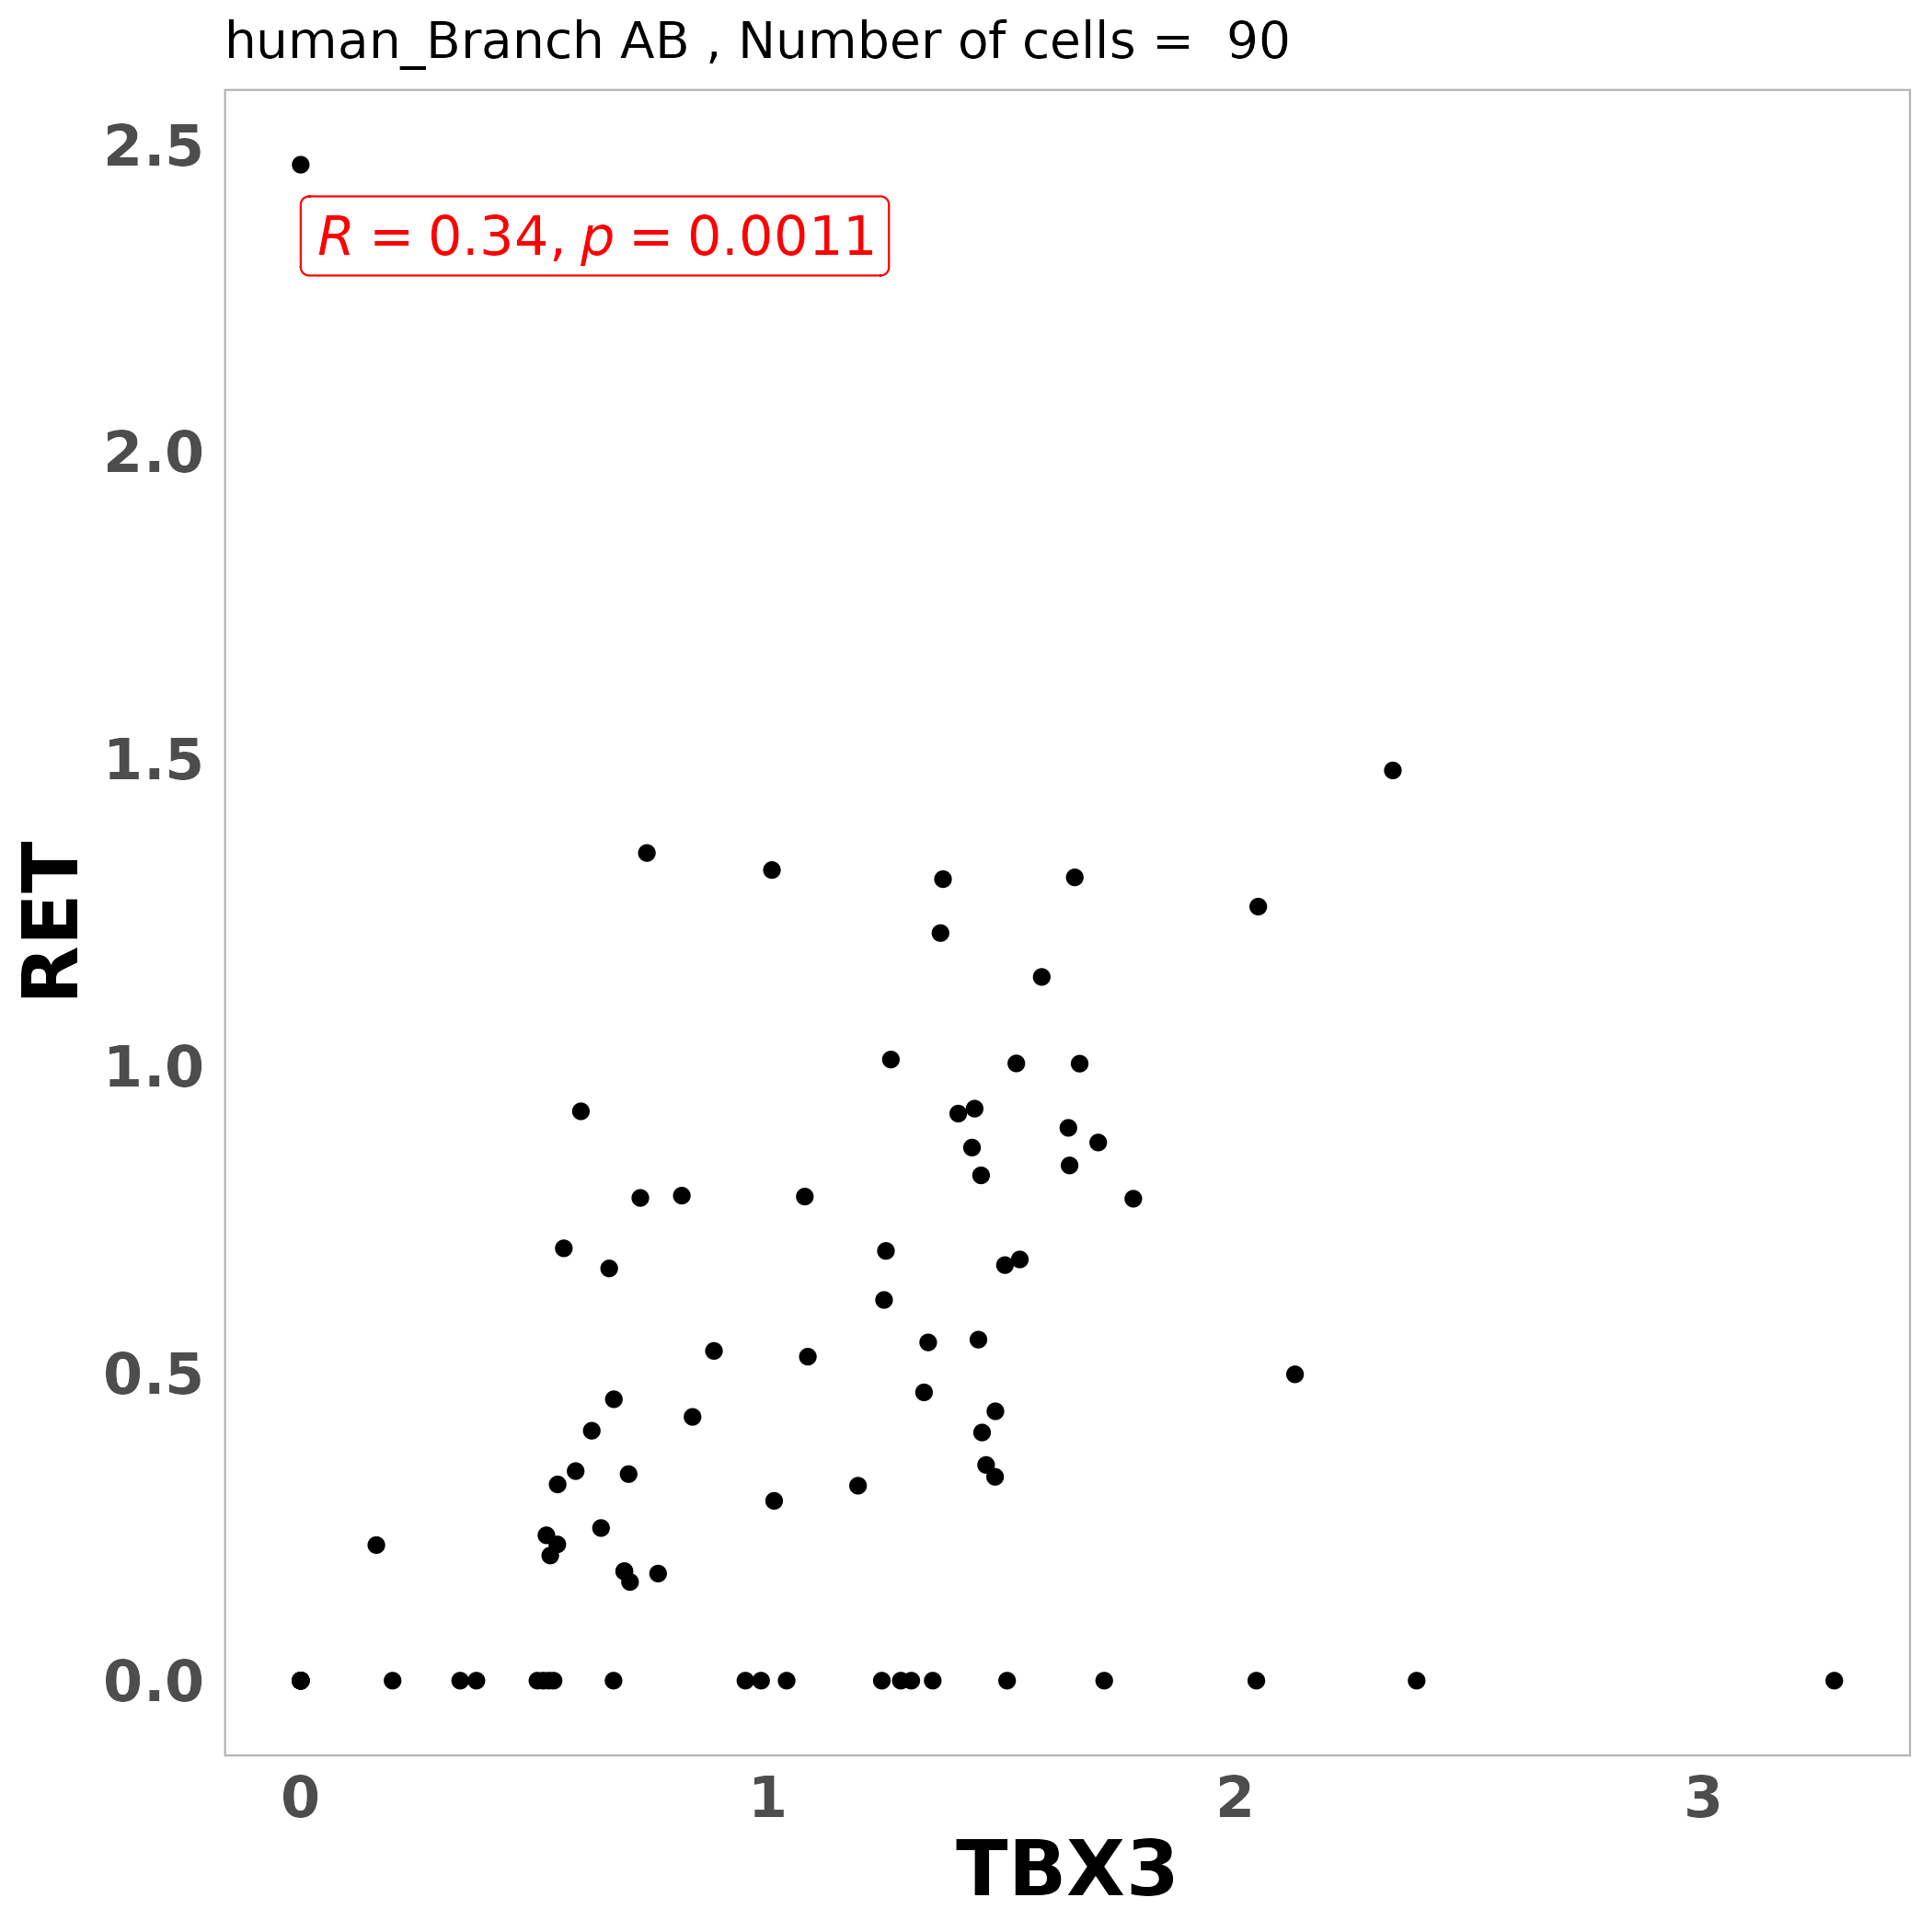 human_Branch AB , Number of cells =  90
2.5
R = 0.34, p = 0.0011
2.0
1.5
RET
1.0
0.5
0.0
0 1 2 3
TBX3